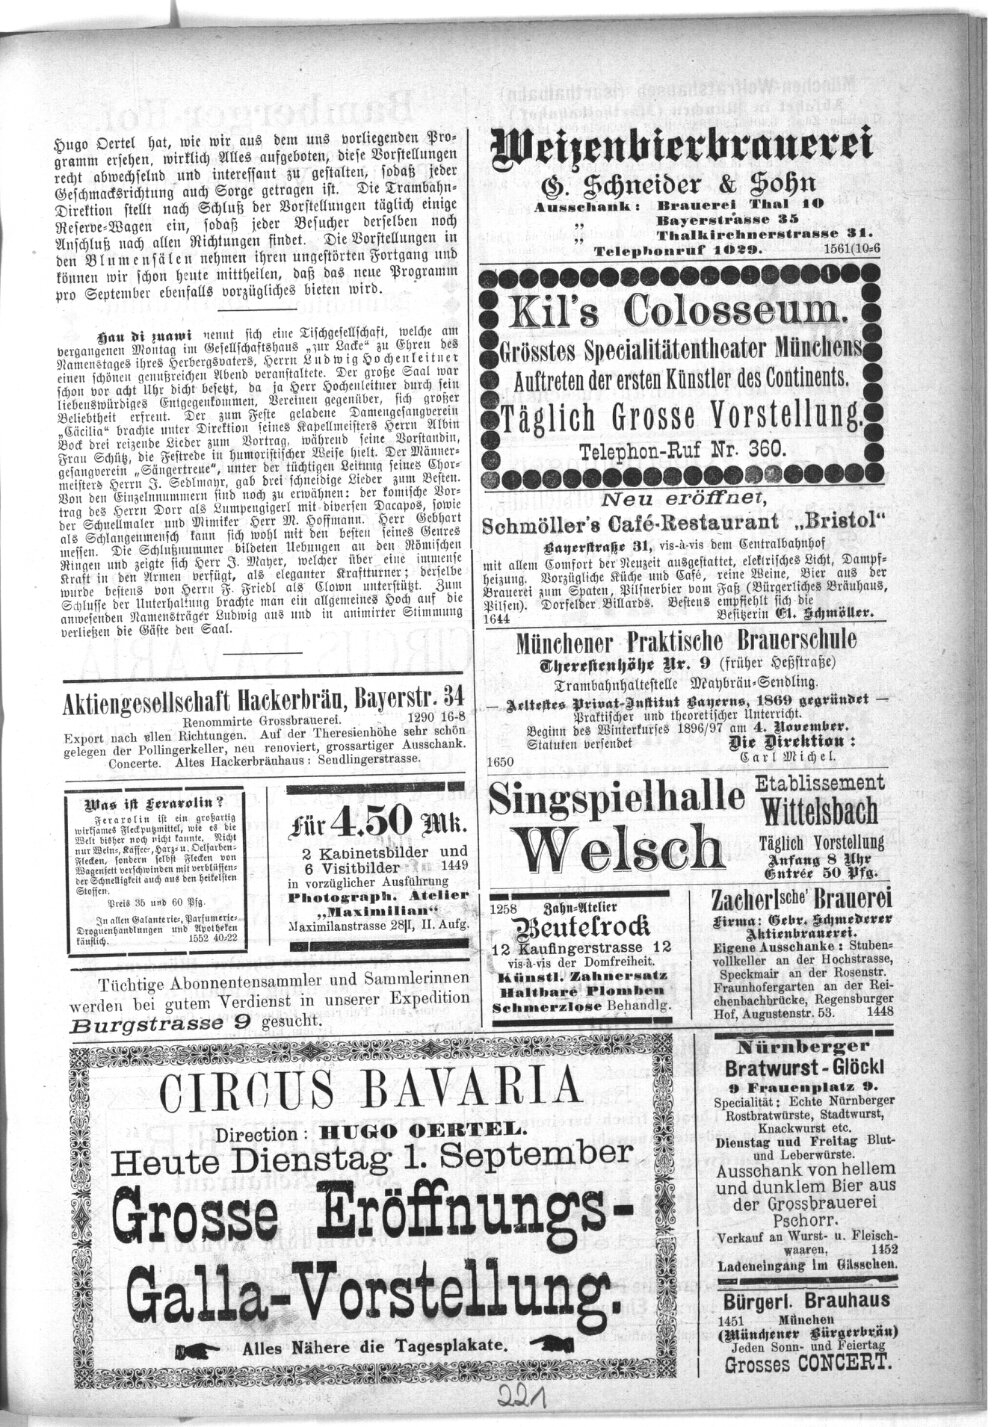 Hugo Oertel hat, wie wir aus dem uns vorliegenden Pro-
gramm ersehen, wirklich Alles aufgeboten, diese Vorstellungen
recht abwechselnd und interessant zu gestalten, sodaß jeder
Geschmacksrichtung auch Sorge getragen ist. Die Trambahn-
Direktion stellt nach Schluß der Vorstellungen täglich einige
Reserve-Wagen ein, sodaß jeder Besucher derselben noch
Anschluß nach allen Richtungen findet. Die Vorstellungen in
den Blumensälen nehmen ihren ungestörten Fortgang und
können wir schon heute mittheilen, daß das neue Programm
pro September ebenfalls vorzügliches bieten wird.
Hau di zuawi nennt sich eine Tischgesellschaft, welche am
vergangenen Montag im Gesellschaftshaus „zur Lacke" zu Ehren des
Namenstages ihres Herbergsvaters, Herrn Ludwig Hochenleitner
einen schönen genußreichen Abend veranstaltete. Der große Saal war
schon vor acht Uhr dicht besetzt, da ja Herr Hochenleitner durch sein
liebenswürdiges Entgegenkommen, Vereinen gegenüber, sich großer
Beliebtheit erfreut. Der zum Feste geladene Damengesangverein
„Cäcilia" brachte unter Direktion seines Kapellmeisters Herrn Albin
Bock drei reizende Lieder zum Vortrag, während seine Vorstandin,
Frau Schütz, die Festrede in humoristischer Weise hielt. Der Männer-
gesangverein „Sängertreue", unter der tüchtigen Leitung seines Chor-
meisters Herrn J. Sedlmayr, gab drei schneidige Lieder zum Besten.
Von den Einzelnnummern sind noch zu erwähnen: der komische Vor-
trag des Herrn Dorr als Lumpengigerl mit diversen Dacapos, sowie
der Schnellmaler und Mimiker Herr M. Hoffmann. Herr Gebhart
als Schlangenmensch kann sich wohl mit den besten seines Genres
messen. Die Schlußnummer bildeten Uebungen an den Römischen
Ringen und zeigte sich Herr J. Mayer, welcher über eine immense
Kraft in den Armen verfügt, als eleganter Kraftturner; derselbe
wurde bestens von Herrn F. Friedl als Clown unterstützt. Zum
Schlusse der Unterhaltung brachte man ein allgemeines Hoch auf die
anwesenden Namensträger Ludwig aus und in animirter Stimmung
verließen die Gäste den Saal.
Aktiengesellschaft Hackerbräu, Bayerstr. 34
Renommirte Grossbrauerei. 1290 16-8
Export nach allen Richtungen. Auf der Theresienhöhe sehr schön
gelegen der Pollingerkeller, neu renoviert, grossartiger Ausschank.
Concerte. Altes Hackerbräuhaus: Sendlingerstrasse.
Was ist Ferarolin?
Ferarolin ist ein großartig
wirksames Fleckputzmittel, wie es die
Welt bisher noch nicht kannte. Nicht
nur Wein-, Kaffee-, Harz- u. Oelfarben-
Flecken, sondern selbst Flecken von
Wagenfett verschwinden mit verblüffen-
der Schnelligkeit auch aus den heikelsten
Stoffen.
Preis 35 und 60 Pfg.
In allen Galanterie-, Parfumerie-
Droguenhandlungen und Apotheken
käuflich. 1552 40-22
Für 4.50 Mk.
2 Kabinetsbilder und
6 Visitbilder 1449
in vorzüglicher Ausführung
Photograph. Atelier
„Maximilian"
Maximilanstrasse 28/I, II. Aufg.
Tüchtige Abonnentensammler und Sammlerinnen
werden bei gutem Verdienst in unserer Expedition
Burgstrasse 9 gesucht.
Weizenbierbrauerei
G. Schneider & Sohn
Ausschank: Brauerei Thal 10
„ Bayerstrasse 35
„ Thalkirchnerstrasse 31.
Telephonruf 1029. 1561(10=6
Kil's Colosseum.
Grösstes Specialitätentheater Münchens
Auftreten der ersten Künstler des Continents.
Täglich Grosse Vorstellung.
Telephon-Ruf Nr. 360.
Neu eröffnet,
Schmöller's Café-Restaurant „Bristol"
Bayerstraße 31, vis-à-vis dem Centralbahnhof
mit allem Comfort der Neuzeit ausgestattet, elektrisches Licht, Dampf-
heizung. Vorzügliche Küche und Café, reine Weine, Bier aus der
Brauerei zum Spaten, Pilsnerbier vom Faß (Bürgerliches Bräuhaus,
Pilsen). Dorfelder Billards. Bestens empfiehlt sich die
1644 Besitzerin El. Schmöller.
Münchener Praktische Brauerschule
Theresienhöhe Nr. 9 (früher Heßstraße)
Trambahnhaltestelle Maybräu-Sendling.
— Aeltestes Privat-Institut Bayerns, 1869 gegründet —
Praktischer und theoretischer Unterricht.
Beginn des Winterkurses 1896/97 am 4. November.
Statuten versendet Die Direktion:
1650 Carl Michel.
Singspielhalle
Welsch
Etablissement
Wittelsbach
Täglich Vorstellung
Anfang 8 Uhr
Entrée 50 Pfg.
1258 Zahn-Atelier
Beutelrock
12 Kaufingerstrasse 12
vis-à-vis der Domfreiheit.
Künstl. Zahnersatz
Haltbare Plomben
Schmerzlose Behandlg.
Zacherl'sche Brauerei
Firma: Gebr. Schmederer
Aktienbrauerei.
Eigene Ausschanke: Stuben-
vollkeller an der Hochstrasse,
Speckmair an der Rosenstr.
Fraunhofergarten an der Rei-
chenbachbrücke, Regensburger
Hof, Augustenstr. 53. 1448
CIRCUS BAVARIA
Direction: HUGO OERTEL.
Heute Dienstag 1. September
Grosse Eröffnungs-
Galla-Vorstellung.
Alles Nähere die Tagesplakate.
Nürnberger
Bratwurst-Glöckl
9 Frauenplatz 9.
Specialität: Echte Nürnberger
Rostbratwürste, Stadtwurst,
Knackwurst etc.
Dienstag und Freitag Blut-
und Leberwürste.
Ausschank von hellem
und dunklem Bier aus
der Grossbrauerei
Pschorr.
Verkauf an Wurst- u. Fleisch-
waaren. 1452
Ladeneingang im Gässchen.
Bürgerl. Brauhaus
1451 München
(Münchener Bürgerbräu)
Jeden Sonn- und Feiertag
Grosses CONCERT.
221